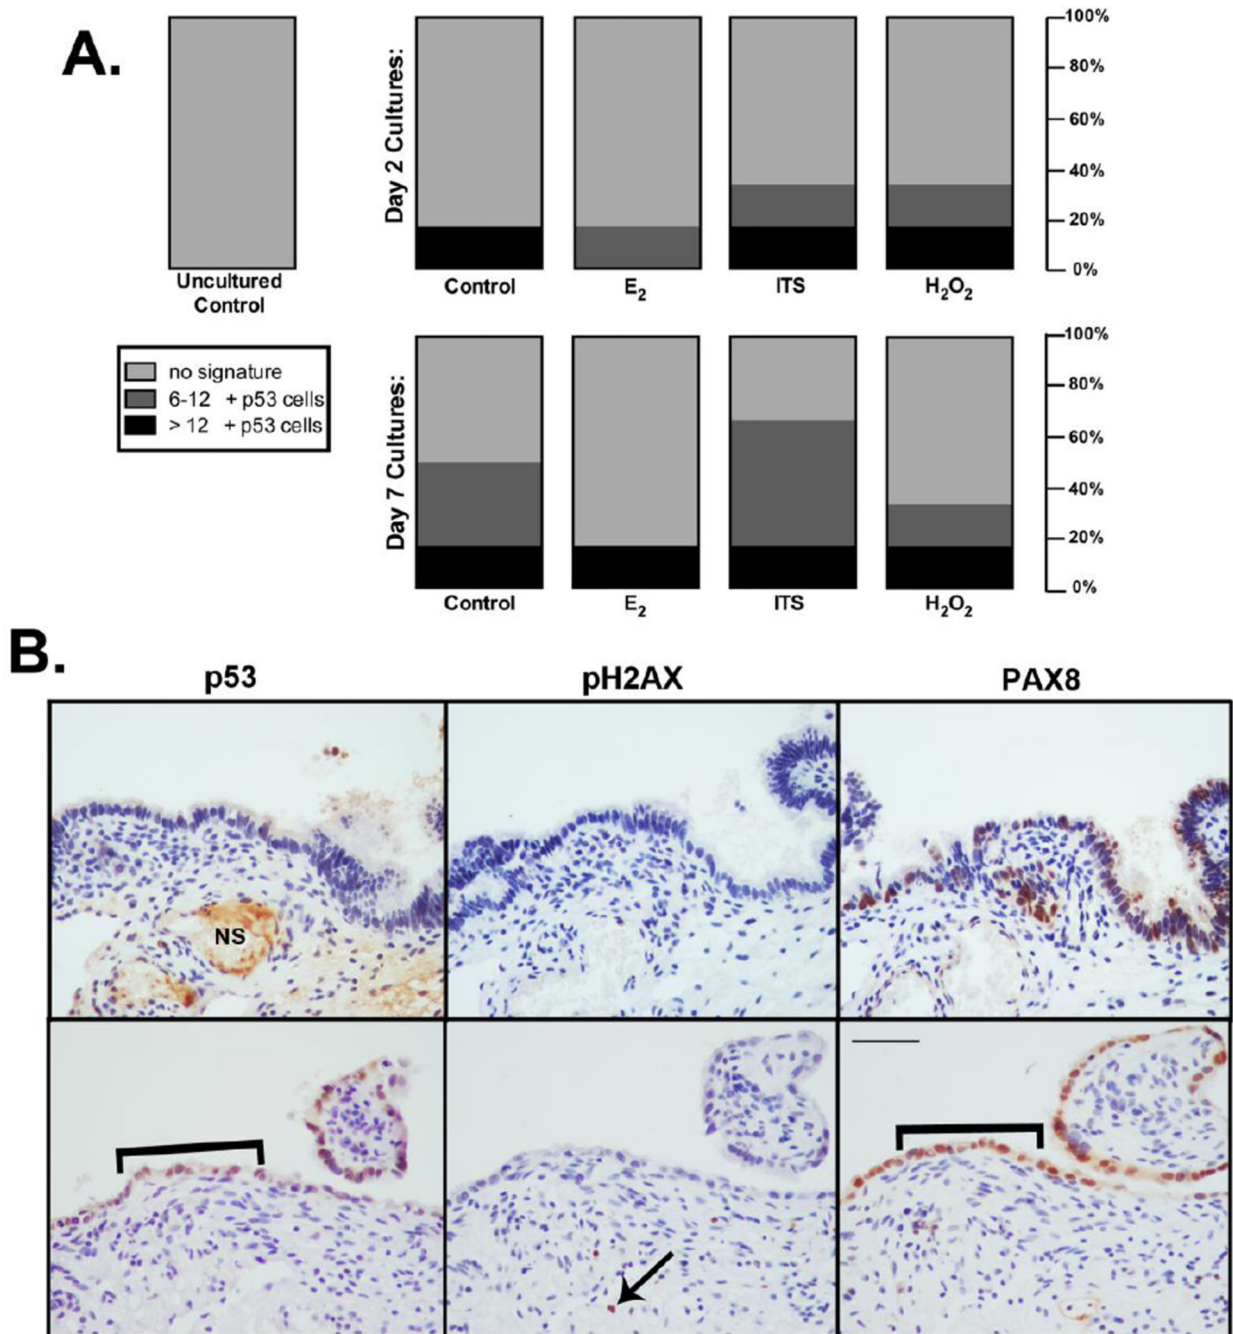 A.
Uncultured
Control
Day 2 Cultures:
Control
E2
ITS
H2O2
100%
80%
60%
40%
20%
0%
no signature
6-12 + p53 cells
> 12 + p53 cells
Day 7 Cultures:
Control
E2
ITS
H2O2
100%
80%
60%
40%
20%
0%
B.
p53
pH2AX
PAX8
NS